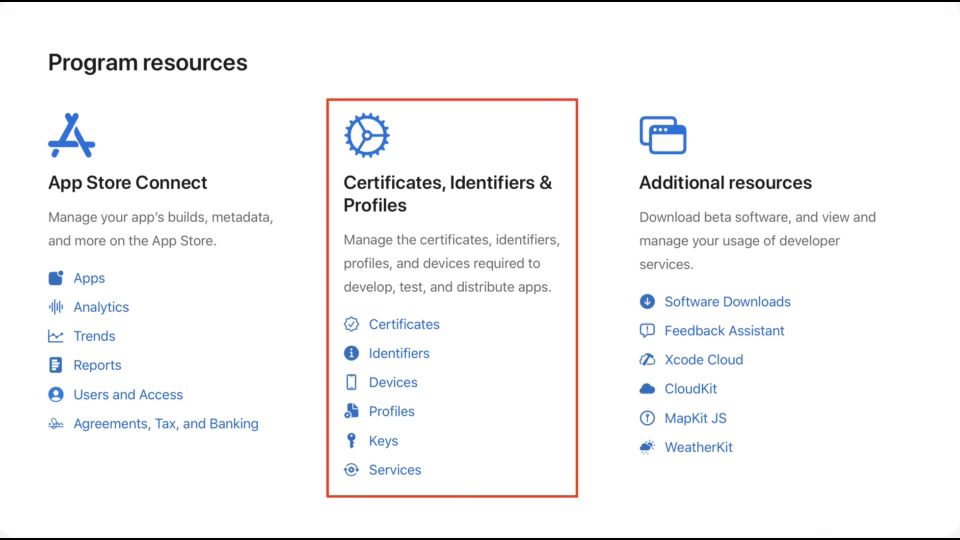 Program resources
App Store Connect
Manage your app's builds, metadata,
and more on the App Store.
Apps
Analytics
Trends
Reports
Users and Access
Agreements, Tax, and Banking
Certificates, Identifiers &
Profiles
Manage the certificates, identifiers,
profiles, and devices required to
develop, test, and distribute apps.
Certificates
Identifiers
Devices
Profiles
Keys
Services
Additional resources
Download beta software, and view and
manage your usage of developer
services.
Software Downloads
Feedback Assistant
Xcode Cloud
CloudKit
MapKit JS
WeatherKit